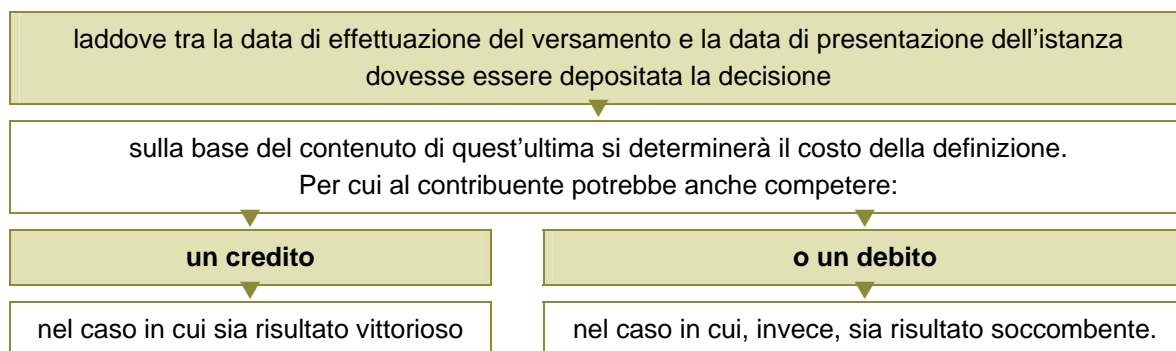 laddove tra la data di effettuazione del versamento e la data di presentazione dell’istanza
dovesse essere depositata la decisione
sulla base del contenuto di quest’ultima si determinerà il costo della definizione.
Per cui al contribuente potrebbe anche competere:
un credito
o un debito
nel caso in cui sia risultato vittorioso
nel caso in cui, invece, sia risultato soccombente.